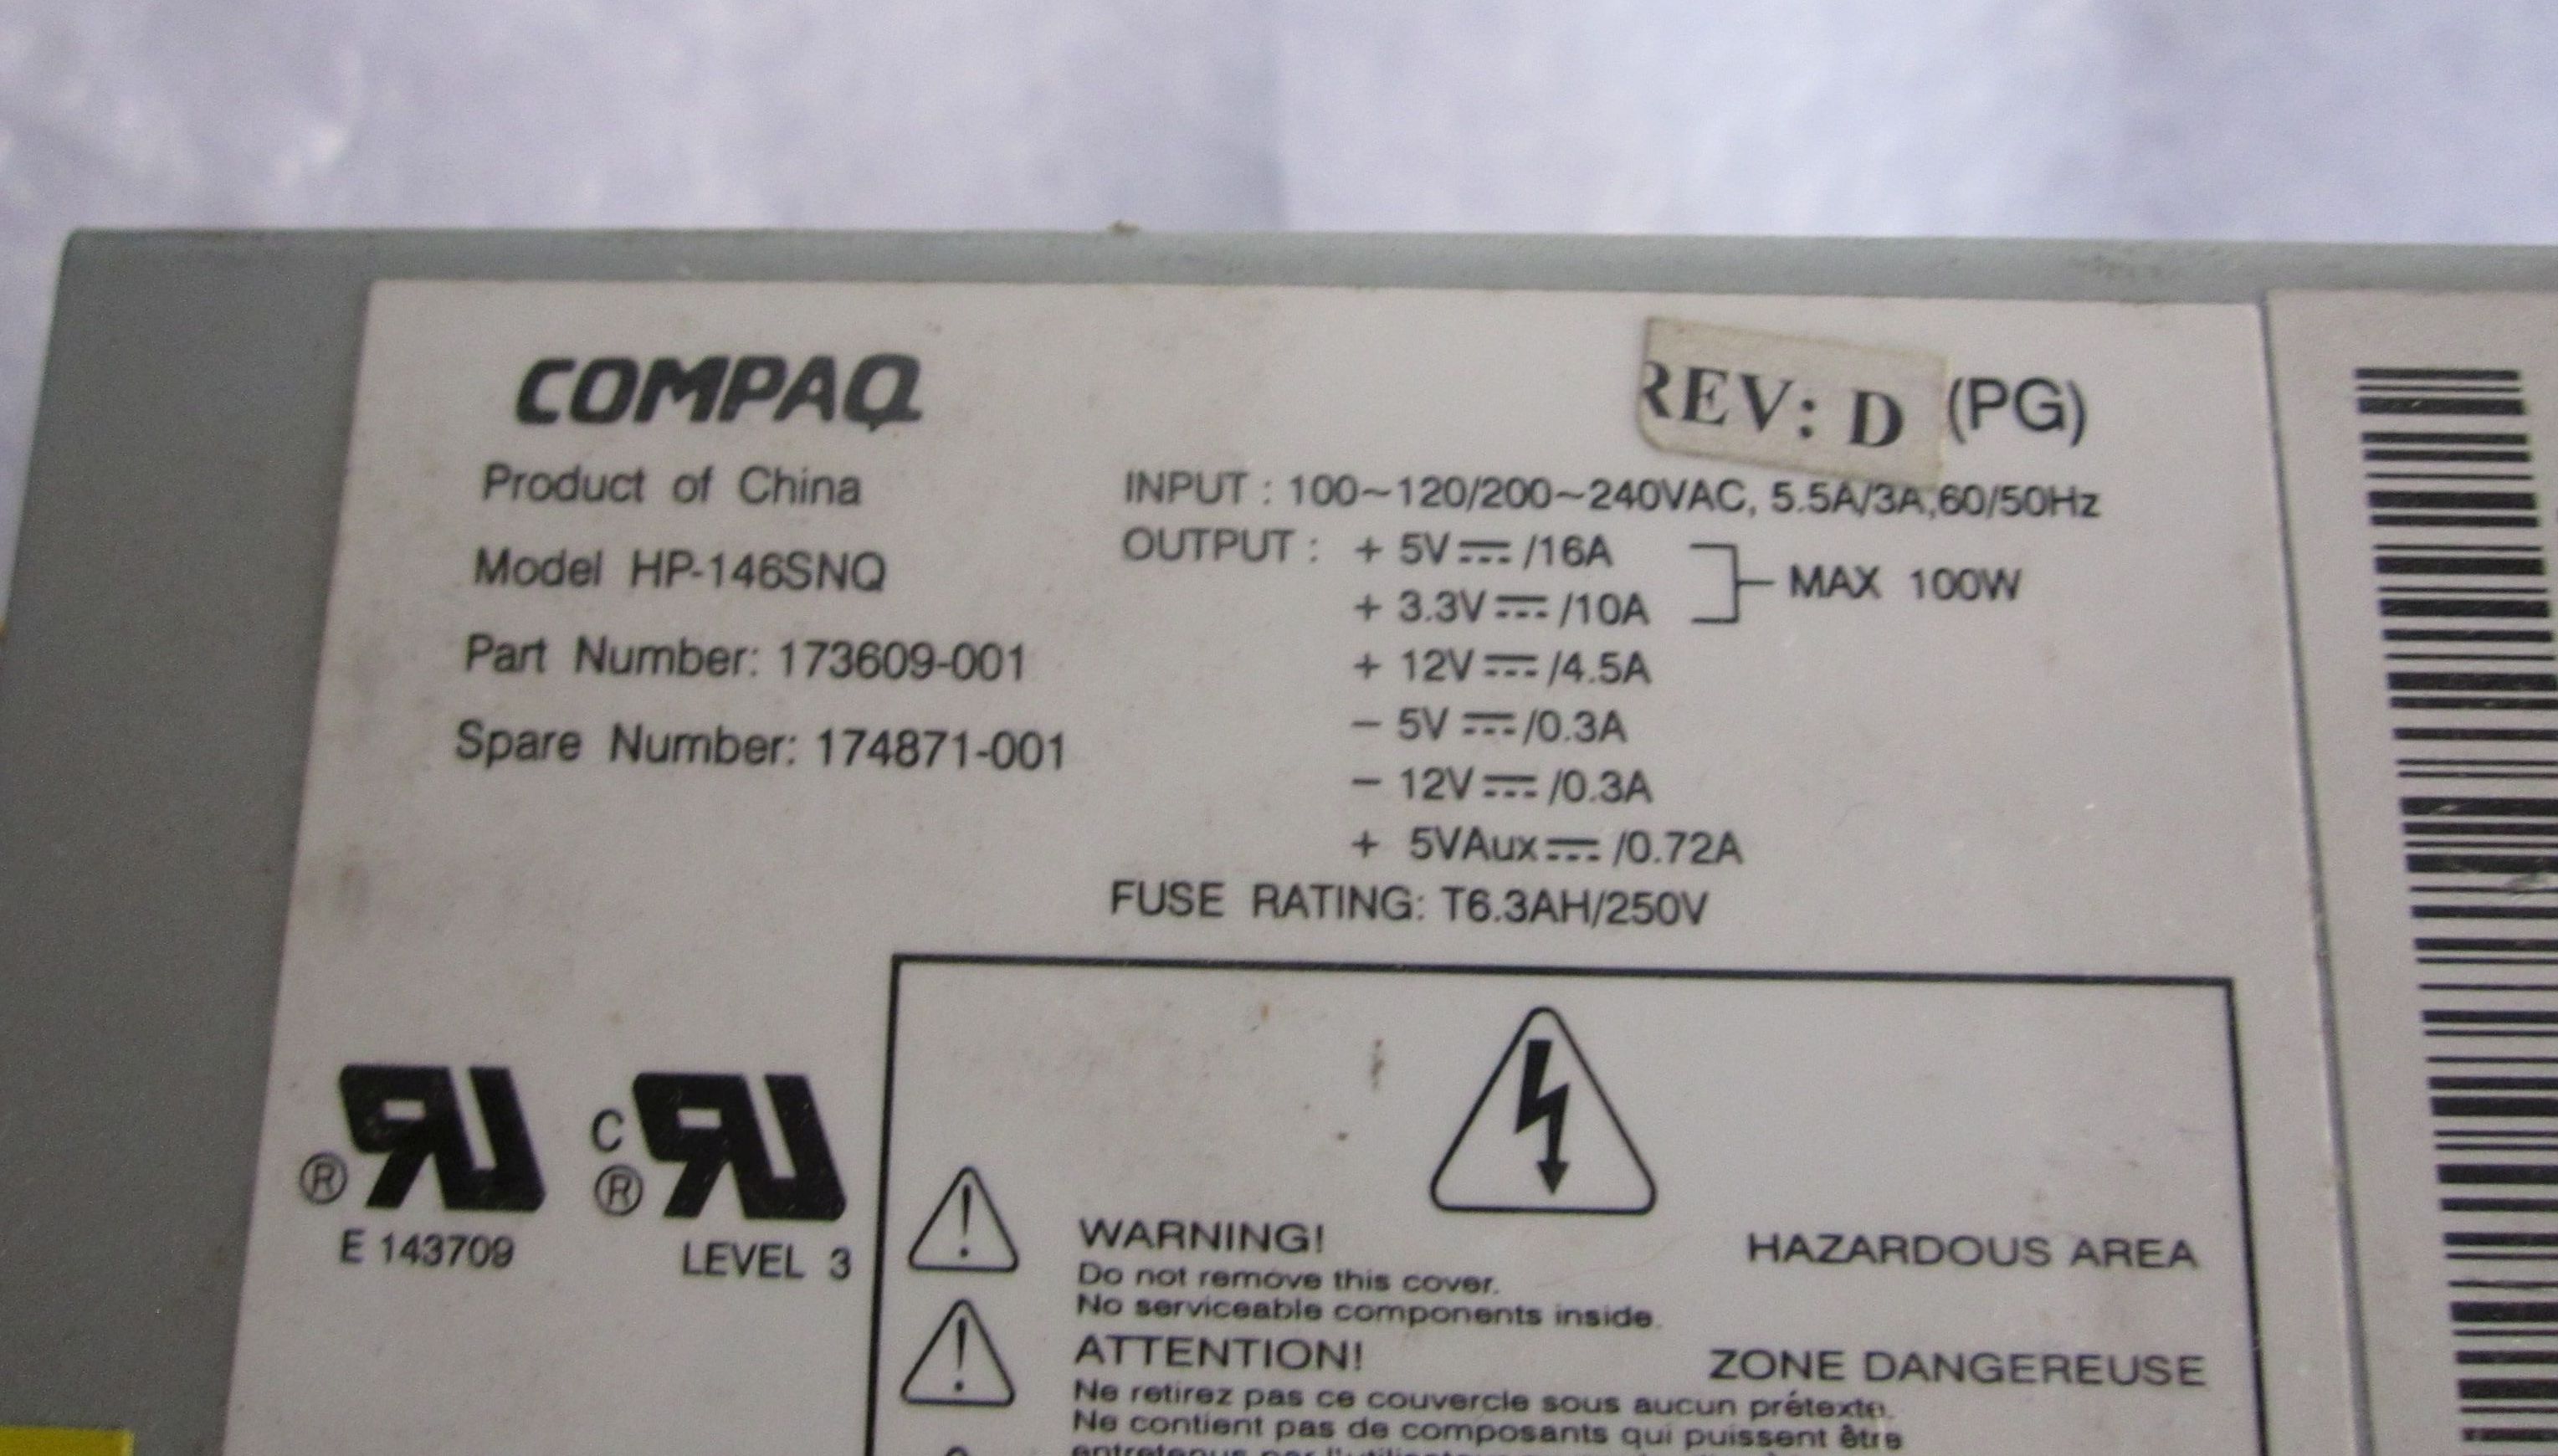 COMPAQ
Product of China
Model HP-146SNQ
Part Number: 173609-001
Spare Number: 174871-001
REV: D (PG)
INPUT : 100~120/200~240VAC, 5.5A/3A,60/50Hz
OUTPUT : + 5V⎓/16A
+ 3.3V⎓/10A
MAX 100W
+ 12V⎓/4.5A
− 5V⎓/0.3A
− 12V⎓/0.3A
+ 5VAux⎓/0.72A
FUSE RATING: T6.3AH/250V
® C ®
E 143709
LEVEL 3
WARNING!
Do not remove this cover.
No serviceable components inside.
HAZARDOUS AREA
ATTENTION!
Ne retirez pas ce couvercle sous aucun prétexte.
Ne contient pas de composants qui puissent être
ZONE DANGEREUSE